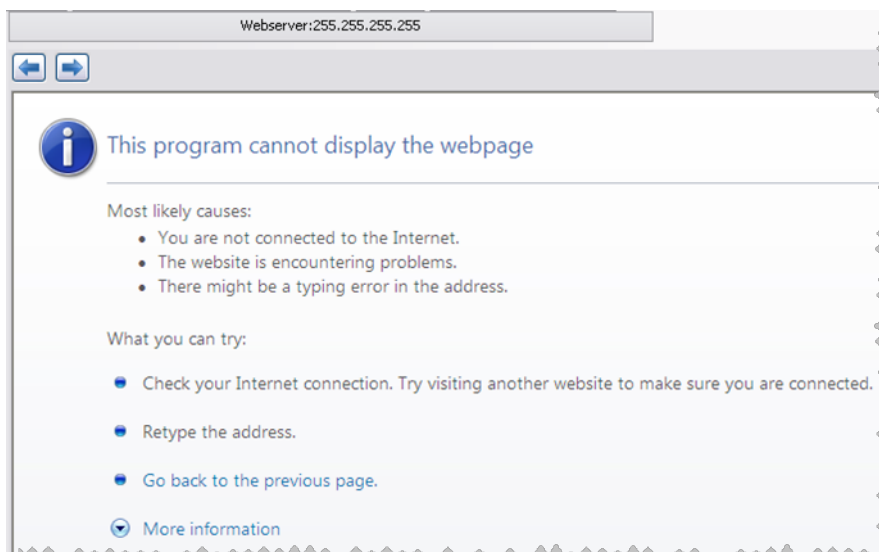 Webserver:255.255.255.255
This program cannot display the webpage
Most likely causes:
You are not connected to the Internet.
The website is encountering problems.
There might be a typing error in the address.
What you can try:
Check your Internet connection. Try visiting another website to make sure you are connected.
Retype the address.
Go back to the previous page.
More information